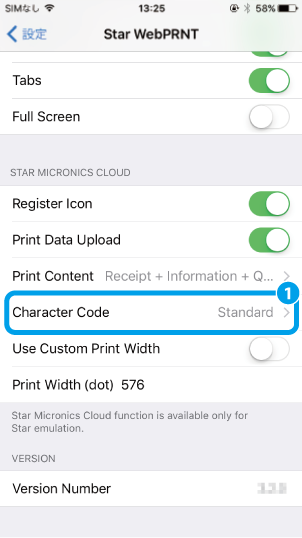 SIMなし 13:25 58%
設定 Star WebPRNT
Tabs
Full Screen
STAR MICRONICS CLOUD
Register Icon
Print Data Upload
Print Content Receipt + Information + Q...
1
Character Code Standard
Use Custom Print Width
Print Width (dot) 576
Star Micronics Cloud function is available only for
Star emulation.
VERSION
Version Number